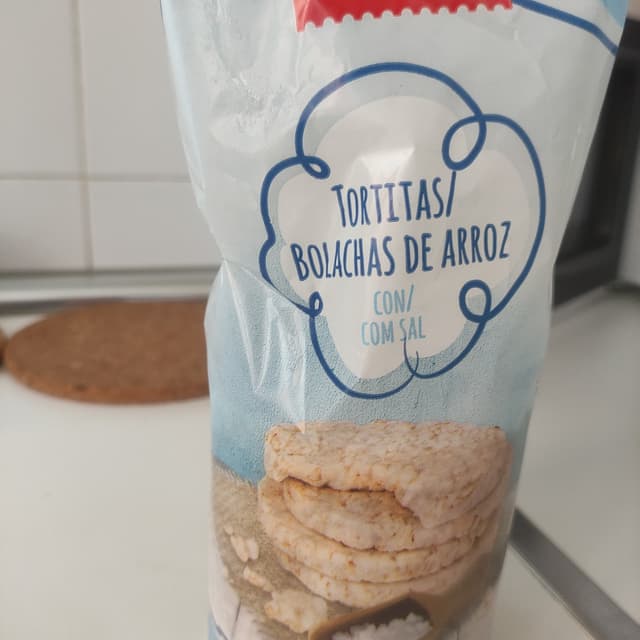 TORTITAS/
BOLACHAS DE ARROZ
CON/
COM SAL